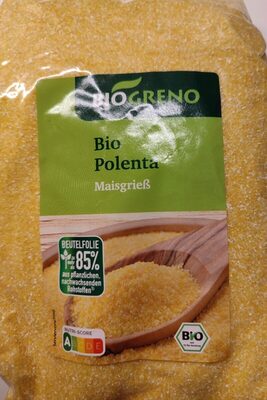 BIOGRENO
Bio
Polenta
Maisgrieß
BEUTELFOLIE
85%
aus pflanzlichen,
nachwachsenden
Rohstoffen
NUTRI-SCORE
A
BIO